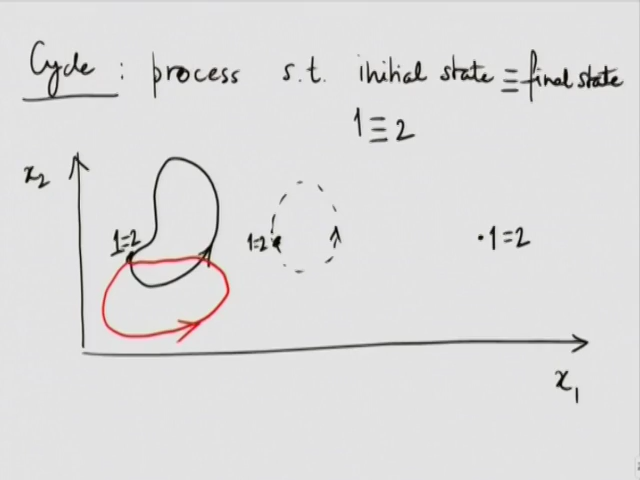 Cycle : process s.t. initial state ≡ final state
1 ≡ 2
x₂
1=2 1=2 .1=2
x₁